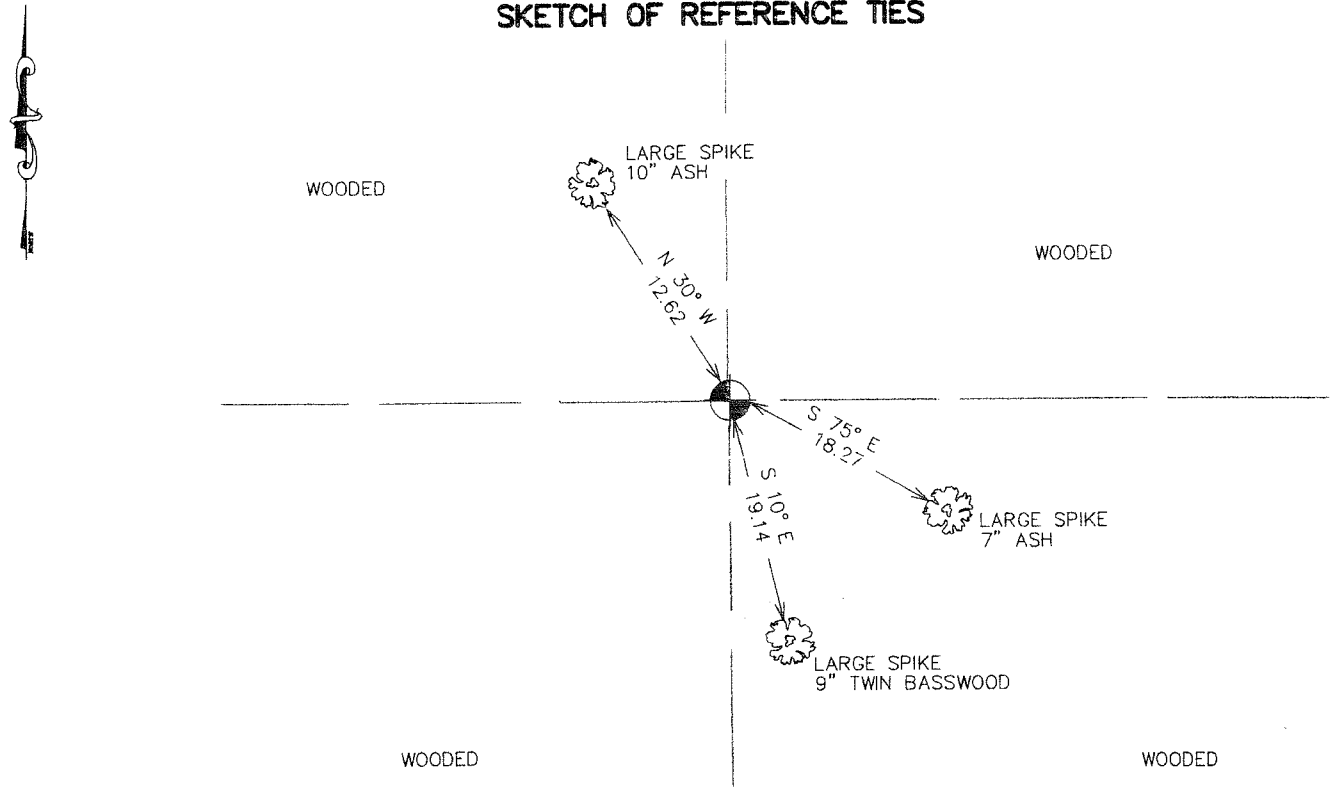 SKETCH OF REFERENCE TIES
LARGE SPIKE
10" ASH
WOODED
WOODED
N 30° W
12.62
S 75° E
18.27
S 10° E
19.14
LARGE SPIKE
7" ASH
LARGE SPIKE
9" TWIN BASSWOOD
WOODED
WOODED